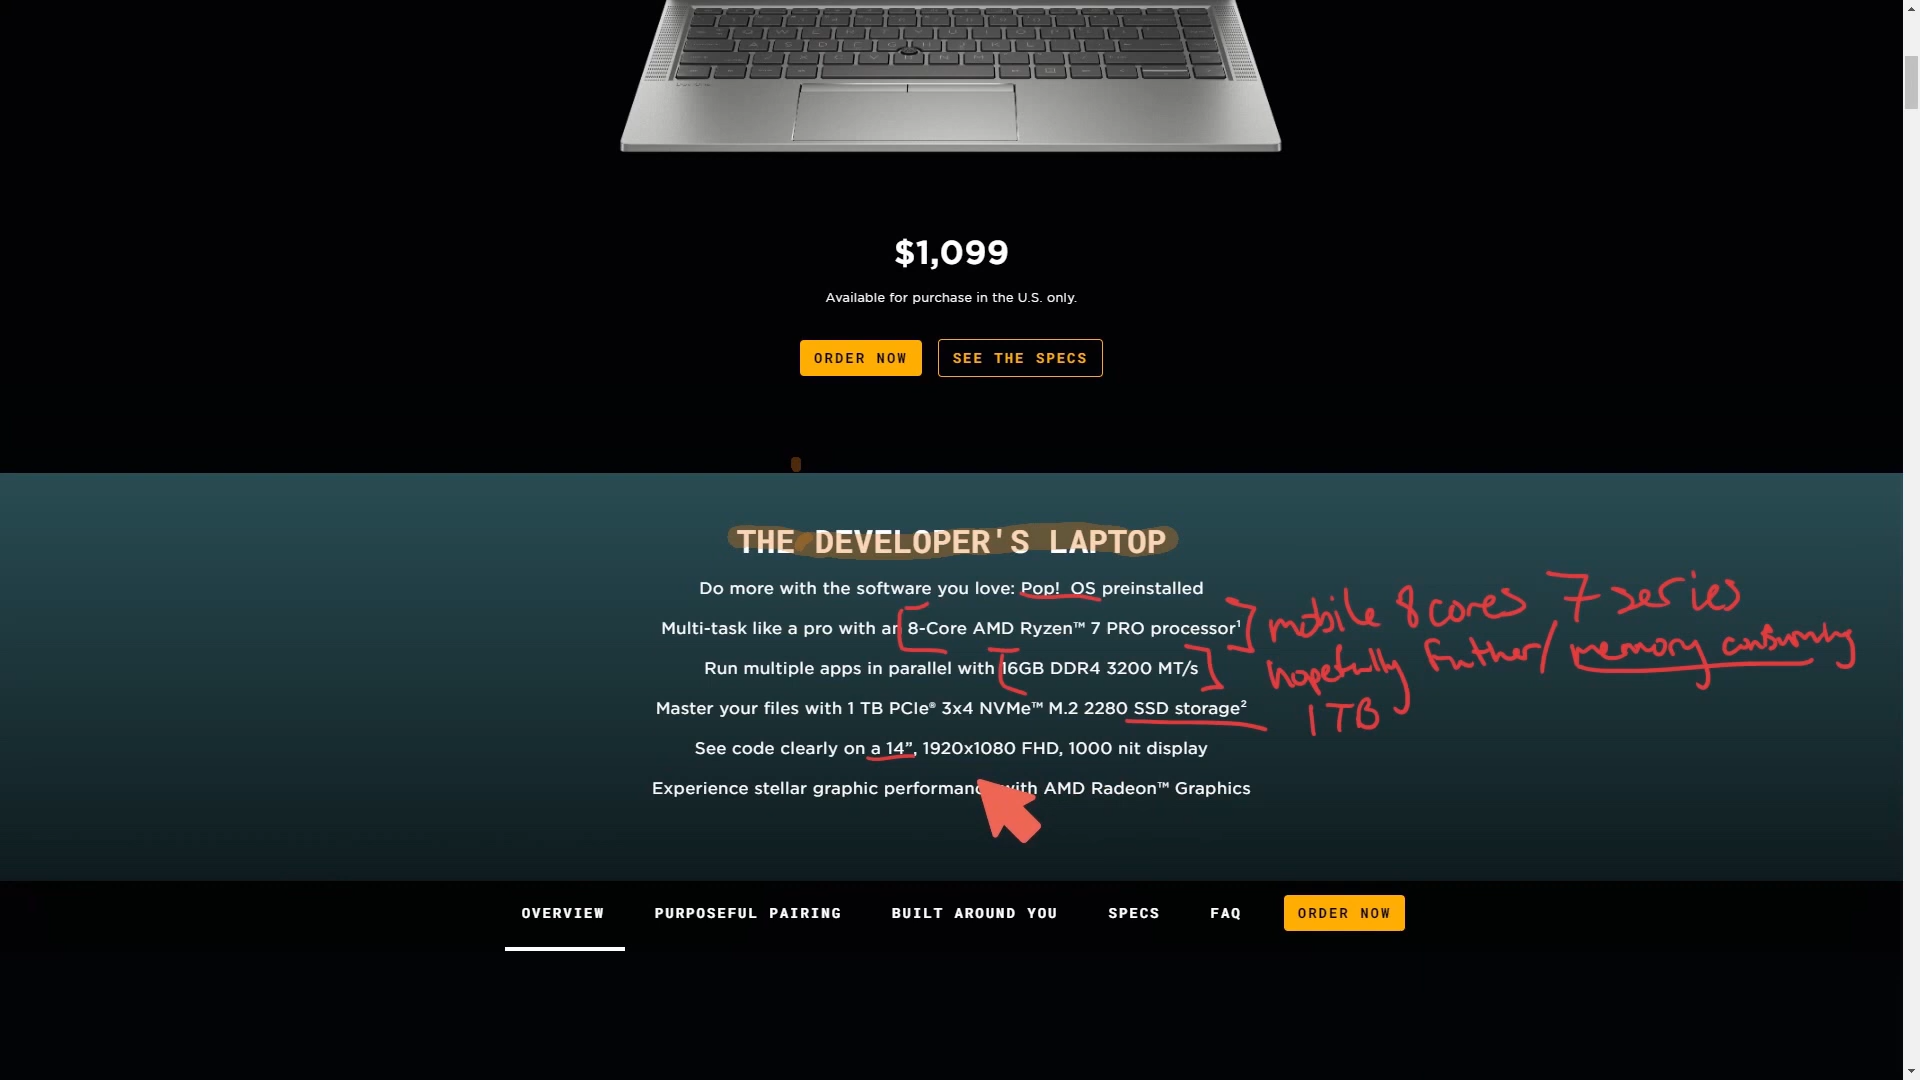 $1,099
Available for purchase in the U.S. only.
ORDER NOW
SEE THE SPECS
THE DEVELOPER'S LAPTOP
Do more with the software you love: Pop!_OS preinstalled
Multi-task like a pro with an 8-Core AMD Ryzen™ 7 PRO processor¹
mobile 8 cores 7 series
Run multiple apps in parallel with 16GB DDR4 3200 MT/s
hopefully further/ memory consuming
Master your files with 1 TB PCIe® 3x4 NVMe™ M.2 2280 SSD storage²
1TB
See code clearly on a 14”, 1920x1080 FHD, 1000 nit display
Experience stellar graphic performance with AMD Radeon™ Graphics
OVERVIEW
PURPOSEFUL PAIRING
BUILT AROUND YOU
SPECS
FAQ
ORDER NOW